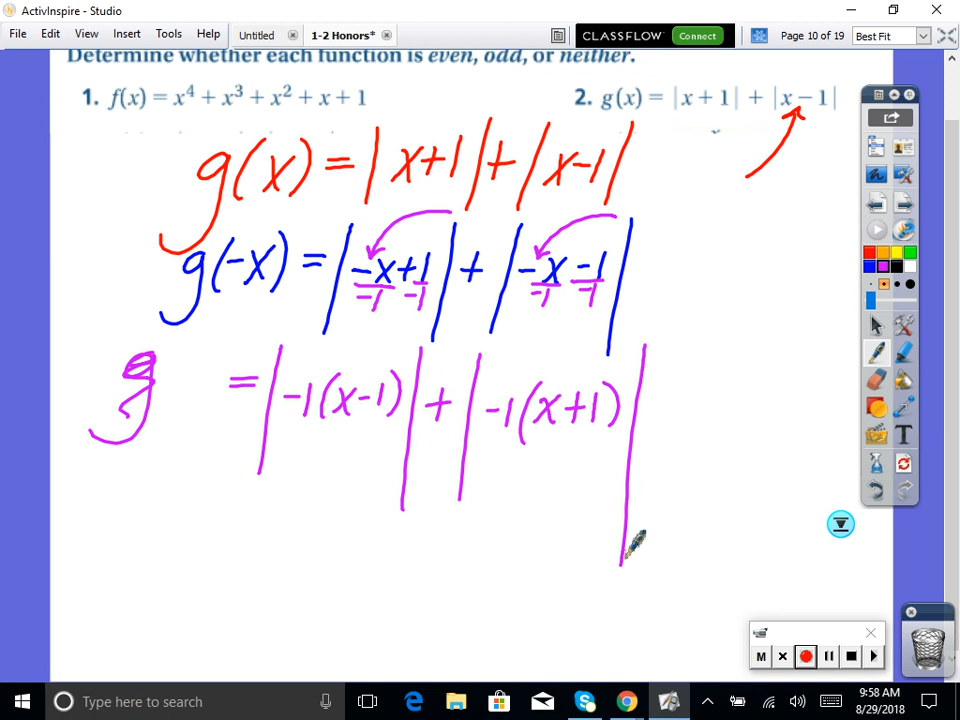 ActivInspire - Studio
File Edit View Insert Tools Help Untitled 1-2 Honors* CLASSFLOW Connect Page 10 of 19 Best Fit
Determine whether each function is even, odd, or neither.
1. f(x) = x⁴ + x³ + x² + x + 1 2. g(x) = |x + 1| + |x − 1|
g(x) = |x+1| + |x-1|
g(-x) = |-x+1| + |-x-1|
-1 -1 -1 -1
g = |-1(x-1)| + |-1(x+1)|
M
Type here to search
9:58 AM
8/29/2018